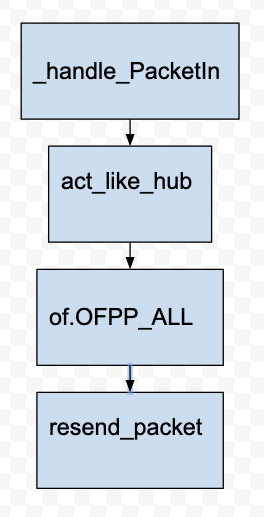 _handle_PacketIn
act_like_hub
of.OFPP_ALL
resend_packet